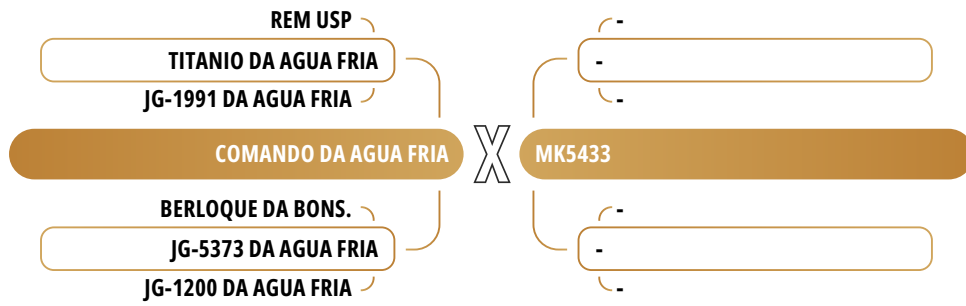 REM USP
-
TITANIO DA AGUA FRIA
-
JG-1991 DA AGUA FRIA
-
COMANDO DA AGUA FRIA X MK5433
BERLOQUE DA BONS.
-
JG-5373 DA AGUA FRIA
-
JG-1200 DA AGUA FRIA
-